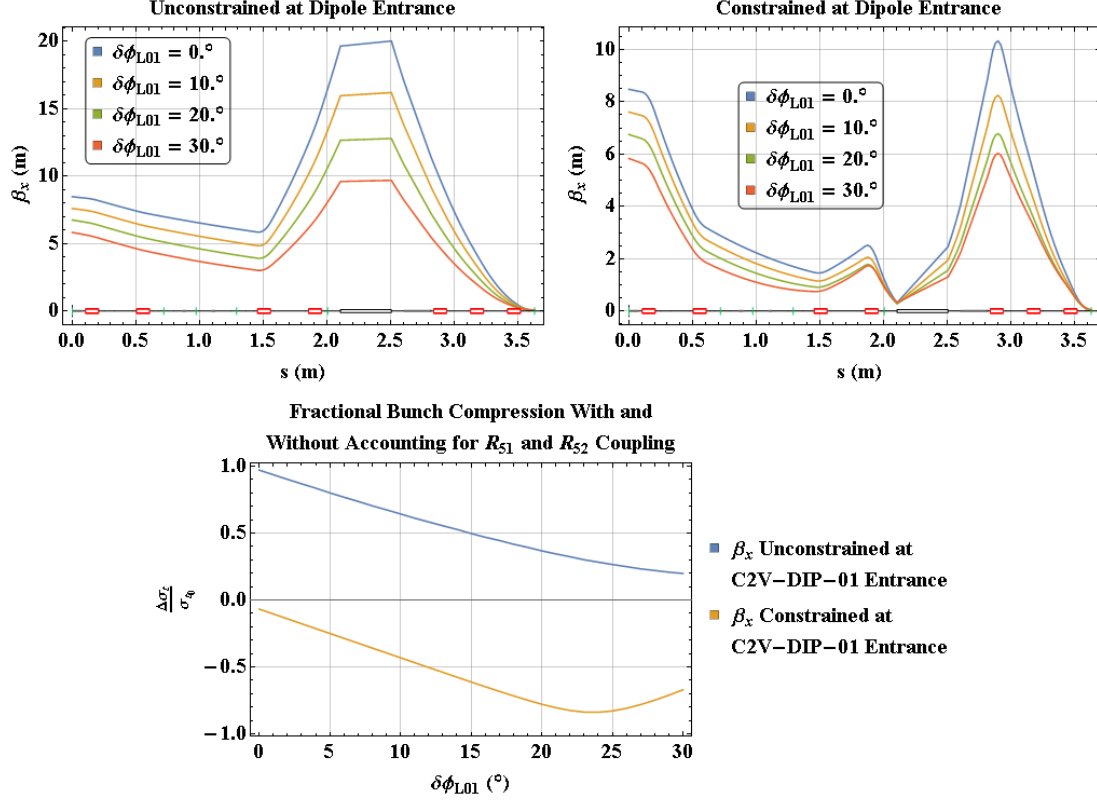 Unconstrained at Dipole Entrance
20
15
10
5
0
βx (m)
δϕL01 = 0.°
δϕL01 = 10.°
δϕL01 = 20.°
δϕL01 = 30.°
0.0 0.5 1.0 1.5 2.0 2.5 3.0 3.5
s (m)
Constrained at Dipole Entrance
10
8
6
4
2
0
βx (m)
δϕL01 = 0.°
δϕL01 = 10.°
δϕL01 = 20.°
δϕL01 = 30.°
0.0 0.5 1.0 1.5 2.0 2.5 3.0 3.5
s (m)
Fractional Bunch Compression With and
Without Accounting for R51 and R52 Coupling
1.0
0.5
0.0
−0.5
−1.0
Δσz/σz0
0 5 10 15 20 25 30
δϕL01 (°)
βx Unconstrained at
C2V−DIP−01 Entrance
βx Constrained at
C2V−DIP−01 Entrance